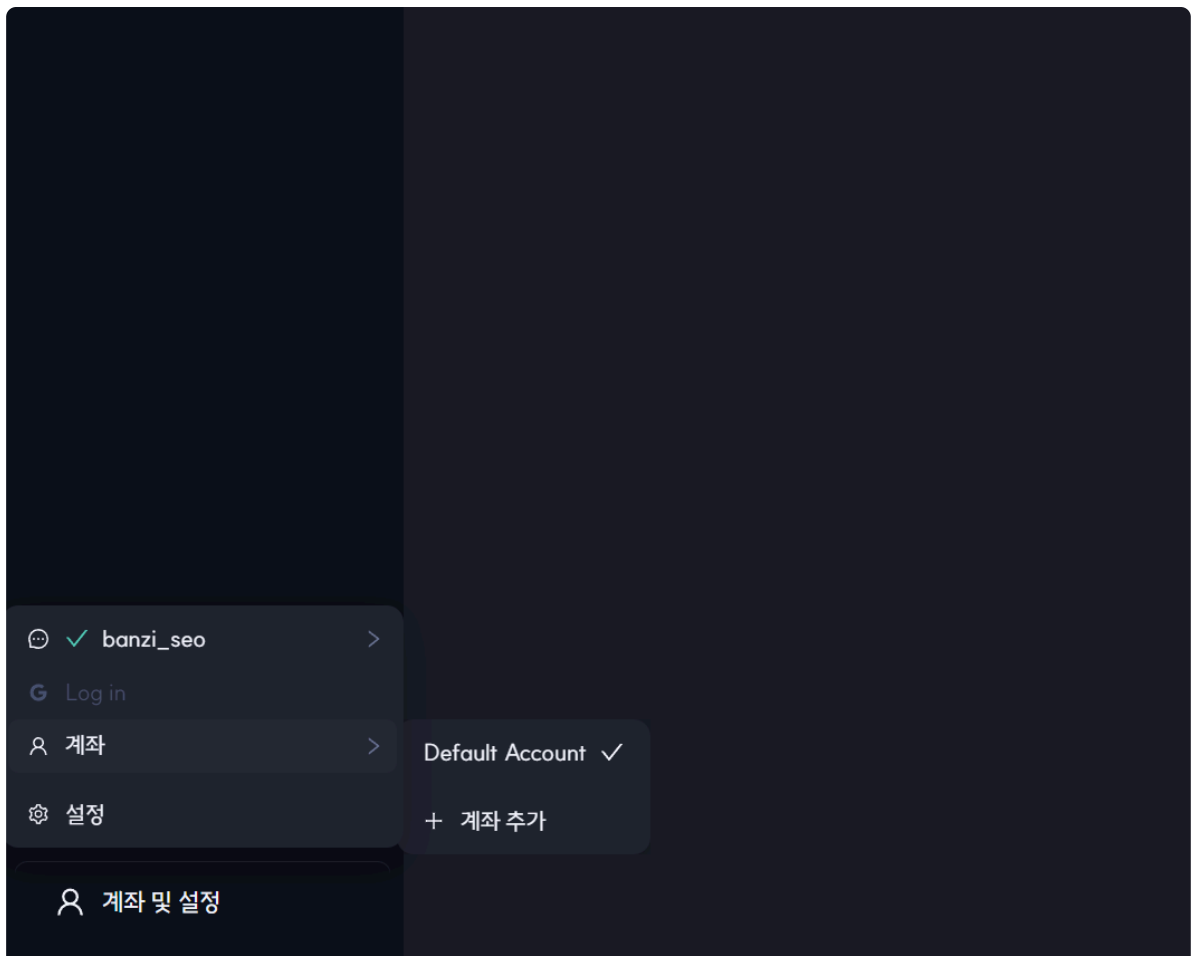 banzi_seo
G Log in
계좌
Default Account
+ 계좌 추가
설정
계좌 및 설정